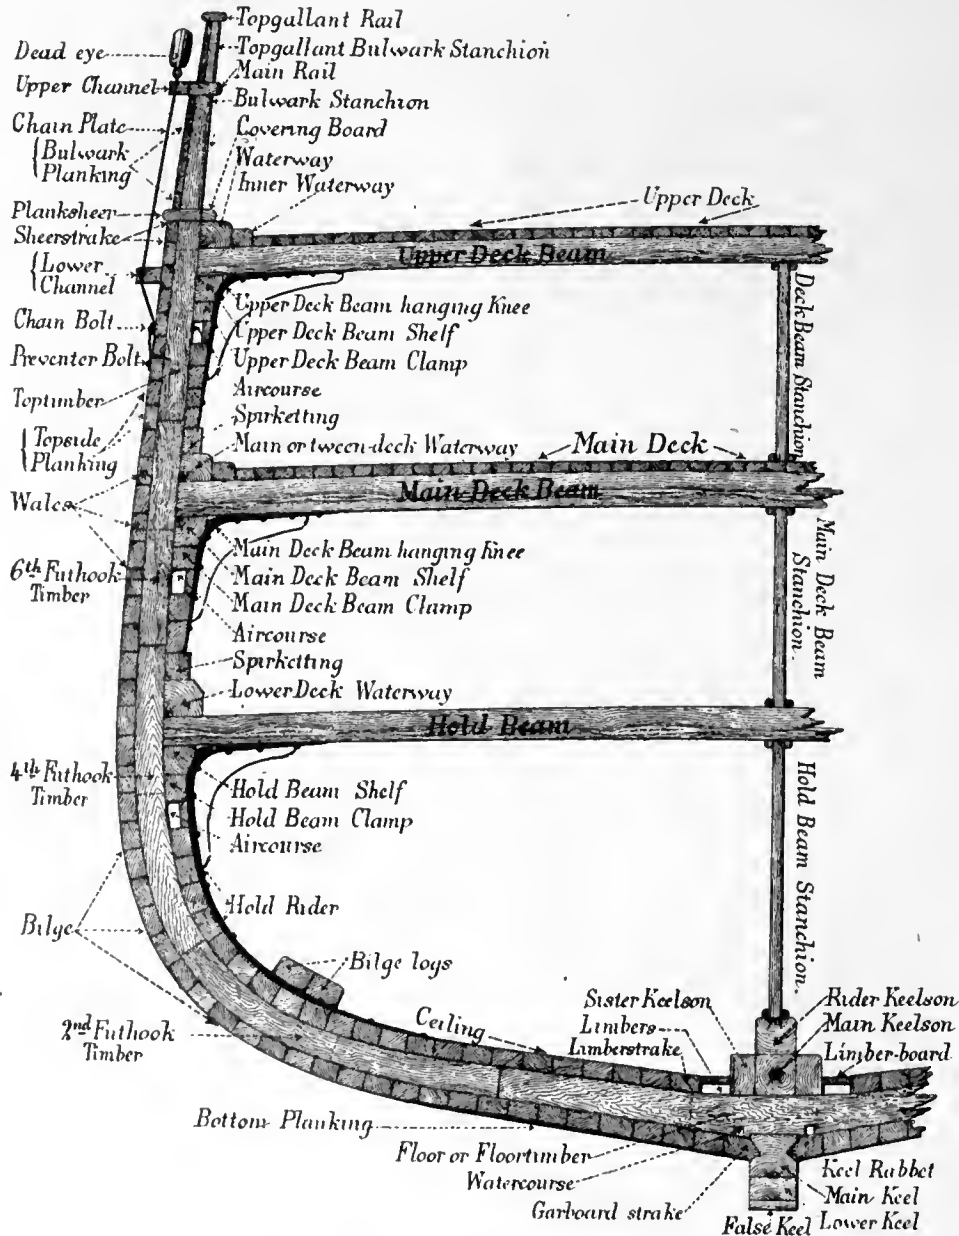 Topgallant Rail
Dead eye
Topgallant Bulwark Stanchion
Main Rail
Upper Channel
Bulwark Stanchion
Chain Plate
Covering Board
Bulwark
Planking
Waterway
Inner Waterway
Upper Deck
Planksheer
Sheerstrake
Upper Deck Beam
Lower
Channel
Deck Beam Stanchion
Upper Deck Beam hanging Knee
Chain Bolt
Upper Deck Beam Shelf
Preventer Bolt
Upper Deck Beam Clamp
Toptimber
Aircourse
Spirketting
Topside
Planking
Main or tween-deck Waterway
Main Deck
Wales
Main Deck Beam
Main Deck Beam
Stanchion.
Main Deck Beam hanging Knee
6th Futhook
Timber
Main Deck Beam Shelf
Main Deck Beam Clamp
Aircourse
Spirketting
Lower Deck Waterway
Hold Beam
4th Futhook
Timber
Hold Beam Shelf
Hold Beam Clamp
Aircourse
Hold Beam Stanchion.
Hold Rider
Bilge
Bilge logs
2nd Futhook
Timber
Ceiling
Sister Keelson
Limbers
Limberstrake
Rider Keelson
Main Keelson
Limber-board
Bottom Planking
Floor or Floortimber
Watercourse
Garboard strake
Keel Rabbet
Main Keel
False Keel
Lower Keel